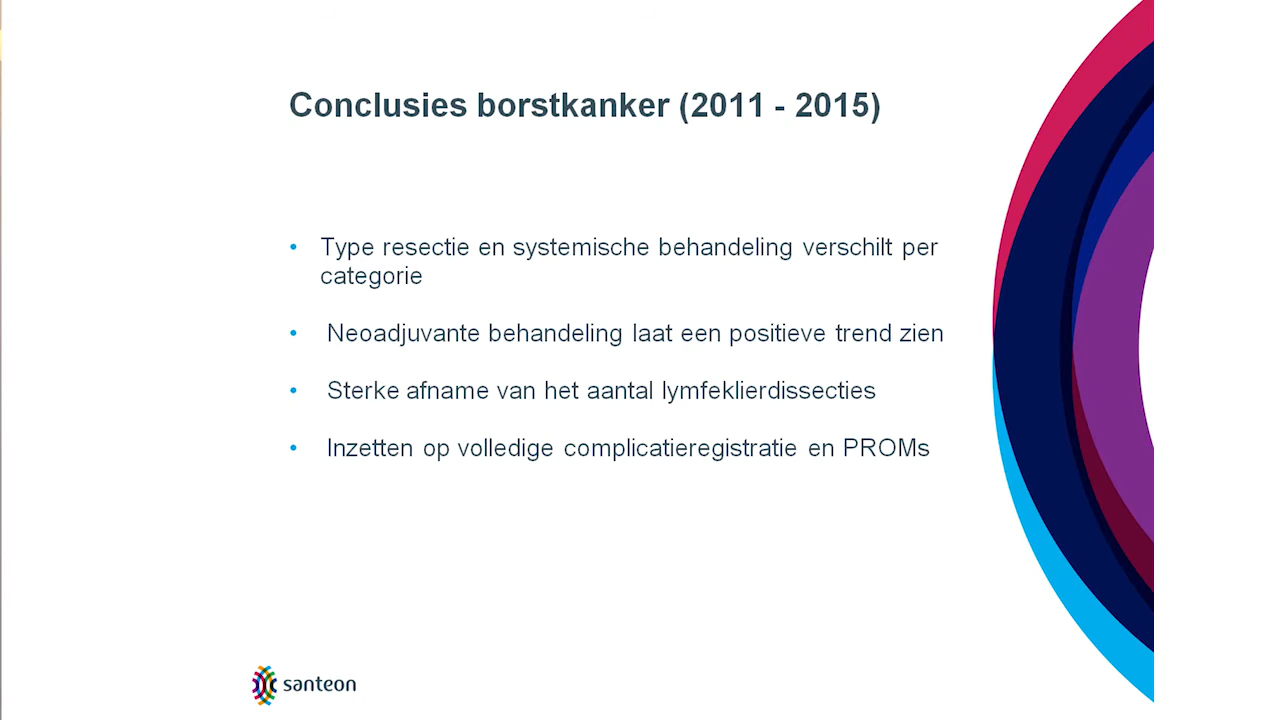 Conclusies borstkanker (2011 - 2015)
• Type resectie en systemische behandeling verschilt per
categorie
• Neoadjuvante behandeling laat een positieve trend zien
• Sterke afname van het aantal lymfeklierdissecties
• Inzetten op volledige complicatieregistratie en PROMs
santeon